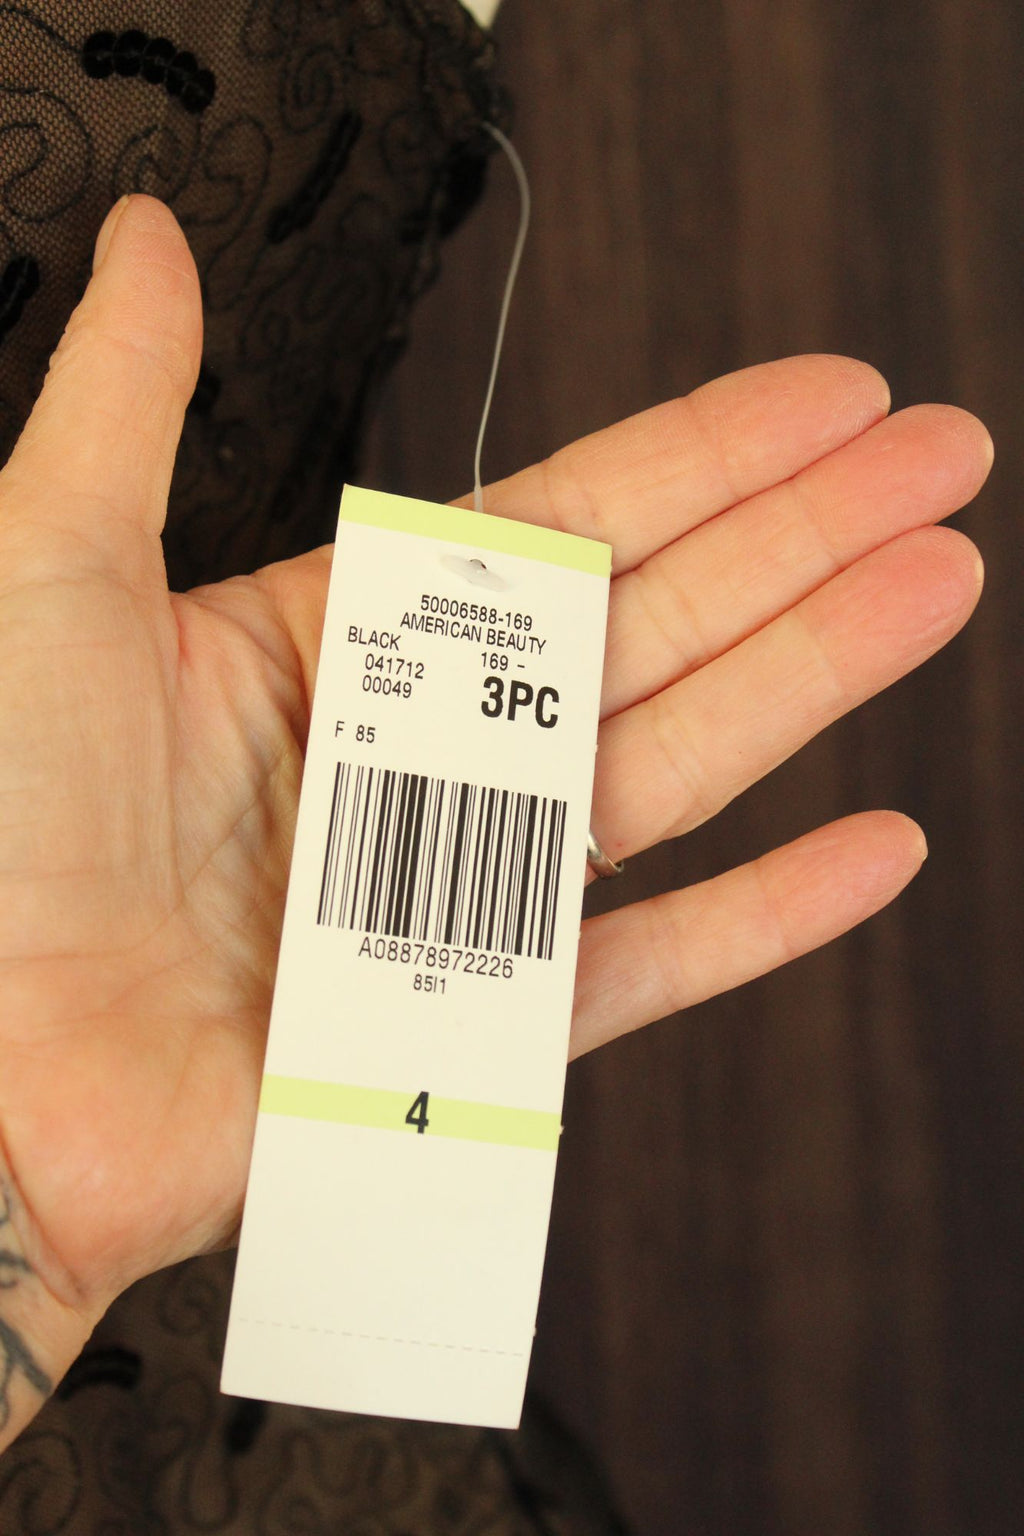 50006588-169
AMERICAN BEAUTY
BLACK 169 -
041712 3PC
00049
F 85
A08878972226
85I1
4